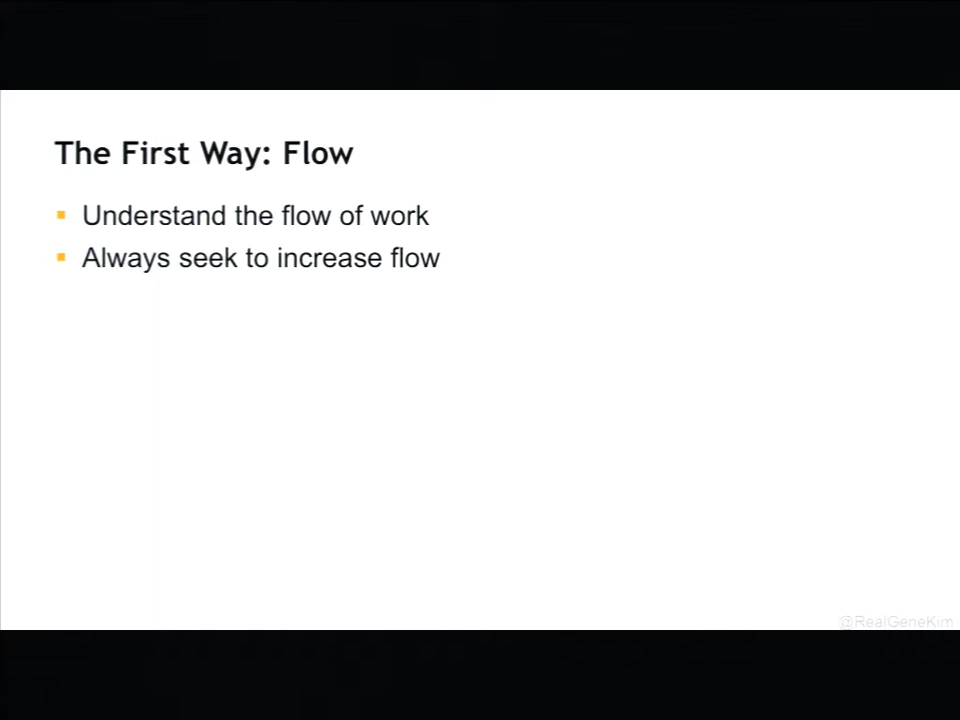 The First Way: Flow
Understand the flow of work
Always seek to increase flow
@RealGeneKim